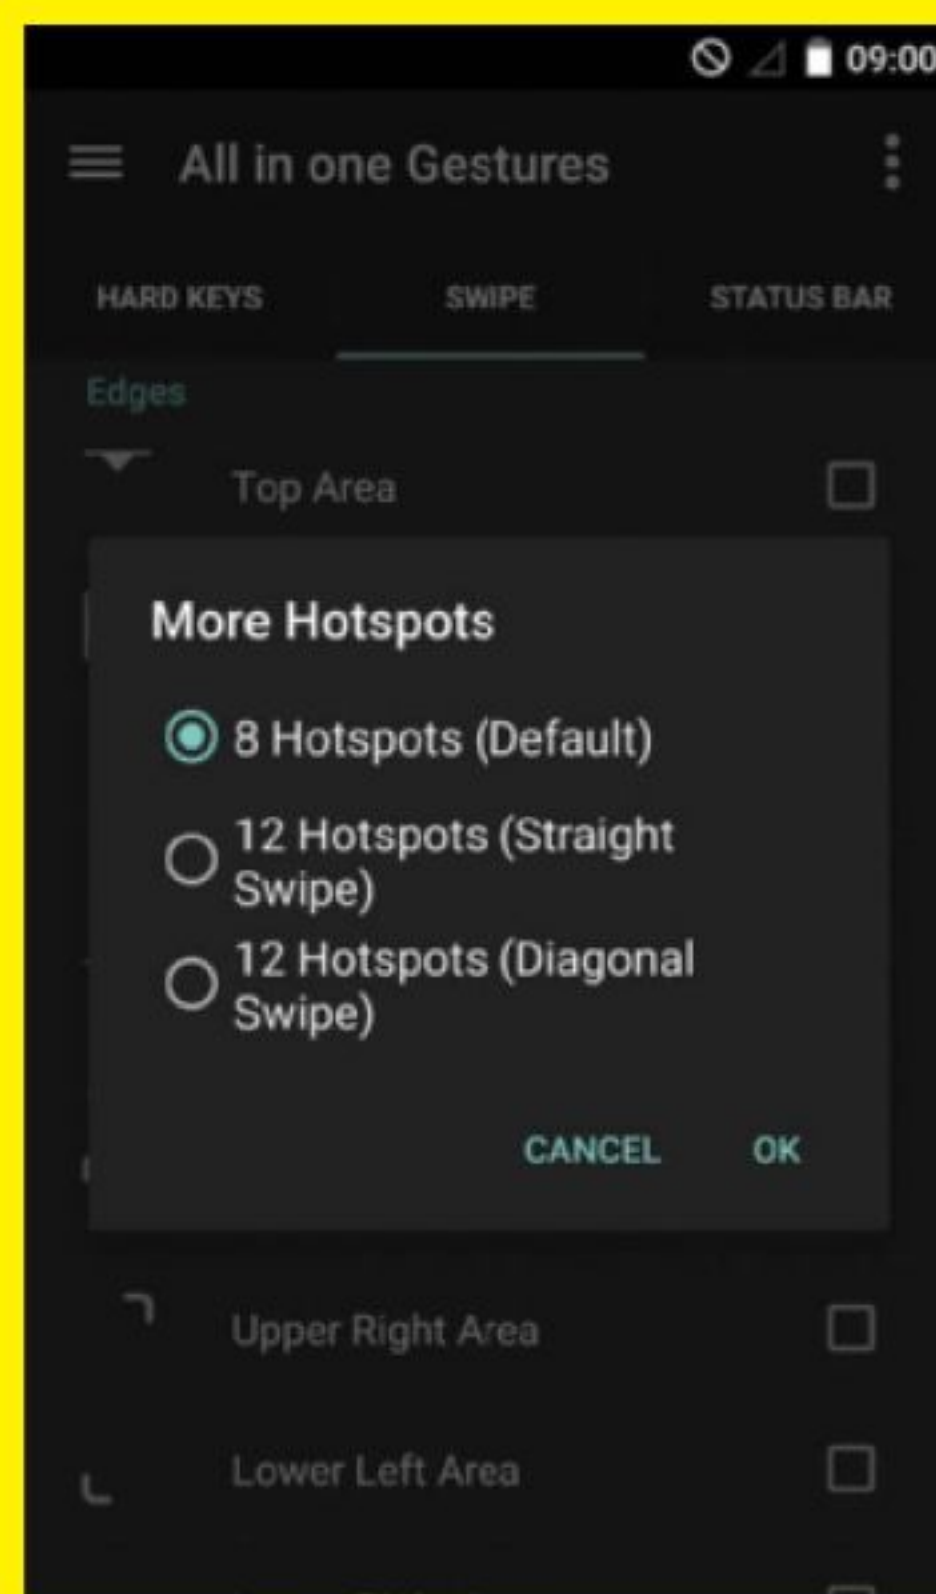 09:00
All in one Gestures
HARD KEYS SWIPE STATUS BAR
Edges
Top Area
More Hotspots
8 Hotspots (Default)
12 Hotspots (Straight
Swipe)
12 Hotspots (Diagonal
Swipe)
CANCEL OK
Upper Right Area
Lower Left Area